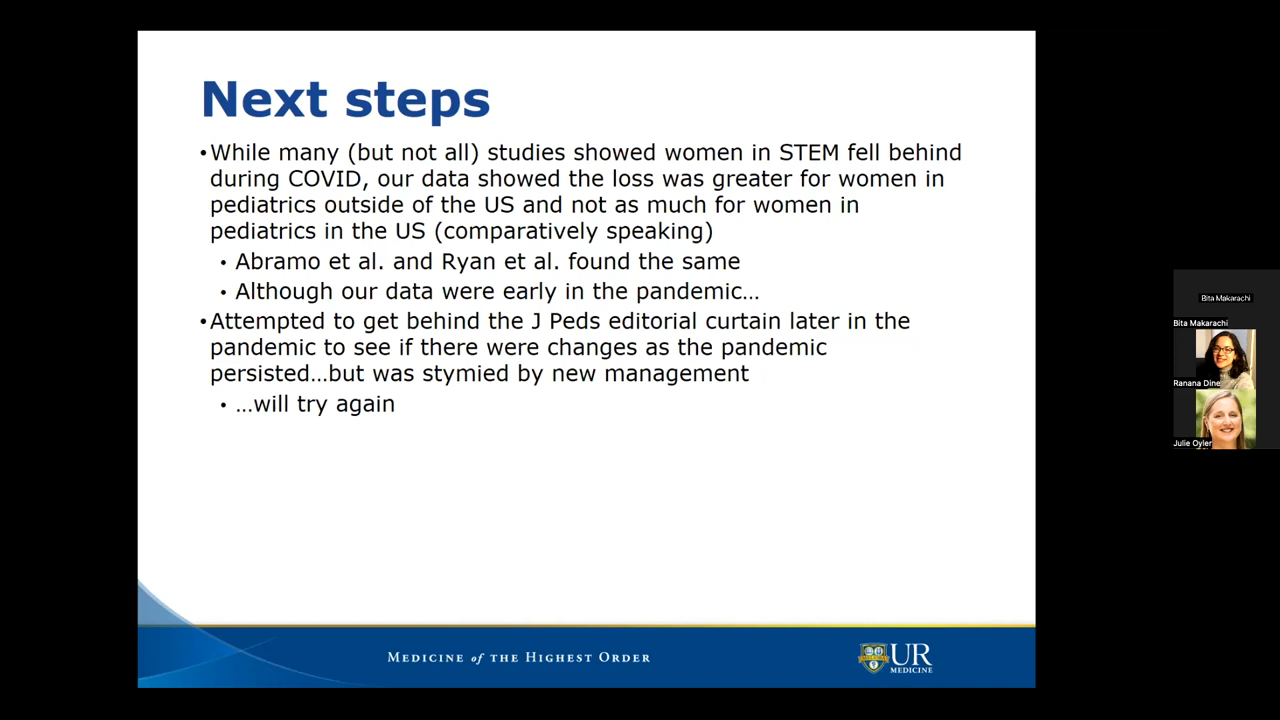 Next steps
•While many (but not all) studies showed women in STEM fell behind
during COVID, our data showed the loss was greater for women in
pediatrics outside of the US and not as much for women in
pediatrics in the US (comparatively speaking)
• Abramo et al. and Ryan et al. found the same
• Although our data were early in the pandemic…
•Attempted to get behind the J Peds editorial curtain later in the
pandemic to see if there were changes as the pandemic
persisted…but was stymied by new management
• …will try again
MEDICINE of THE HIGHEST ORDER
UR
MEDICINE
Bita Makarachi
Bita Makarachi
Ranana Dine
Julie Oyler